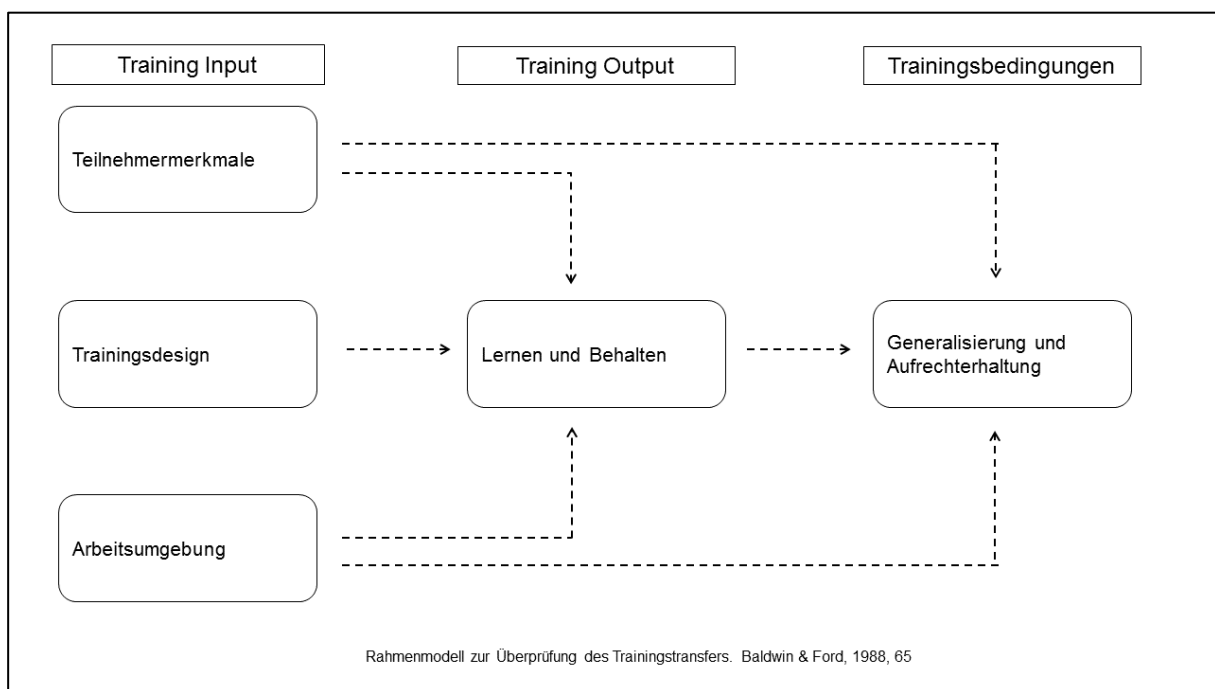 Training Input
Training Output
Trainingsbedingungen
Teilnehmermerkmale
Trainingsdesign
Lernen und Behalten
Generalisierung und
Aufrechterhaltung
Arbeitsumgebung
Rahmenmodell zur Überprüfung des Trainingstransfers. Baldwin & Ford, 1988, 65